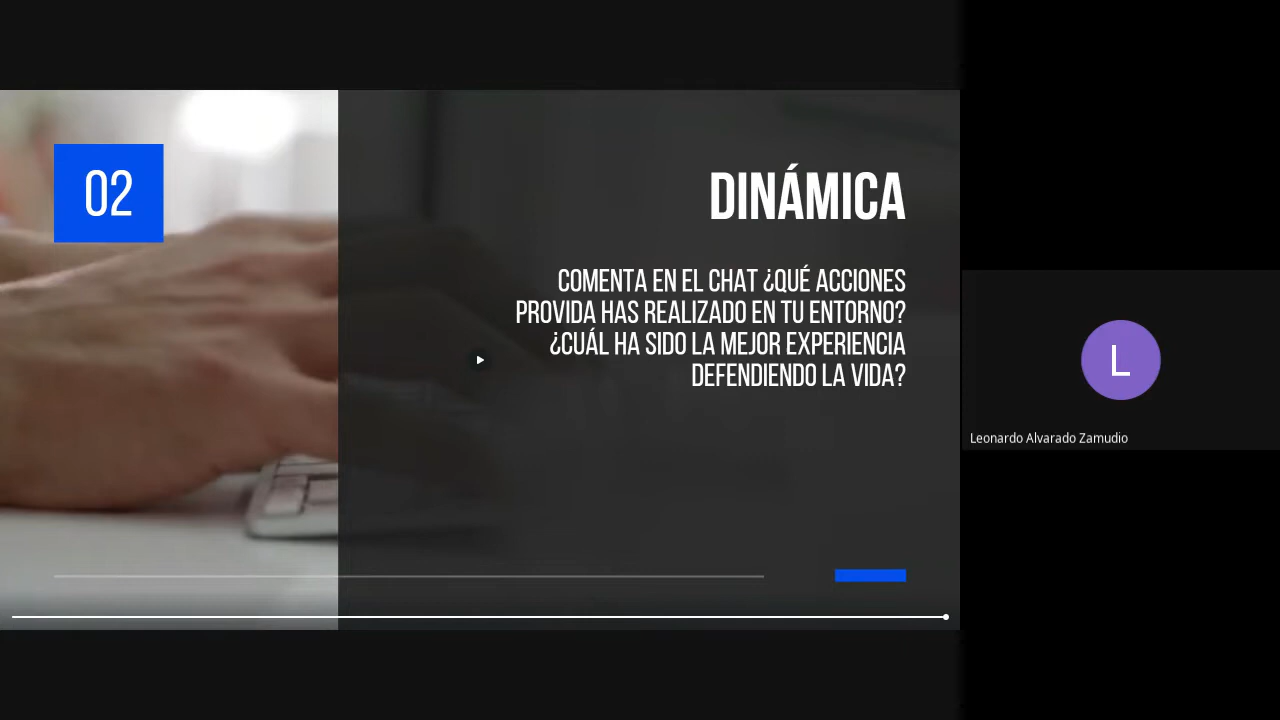 02
DINÁMICA
COMENTA EN EL CHAT ¿QUÉ ACCIONES
PROVIDA HAS REALIZADO EN TU ENTORNO?
¿CUÁL HA SIDO LA MEJOR EXPERIENCIA
DEFENDIENDO LA VIDA?
L
Leonardo Alvarado Zamudio